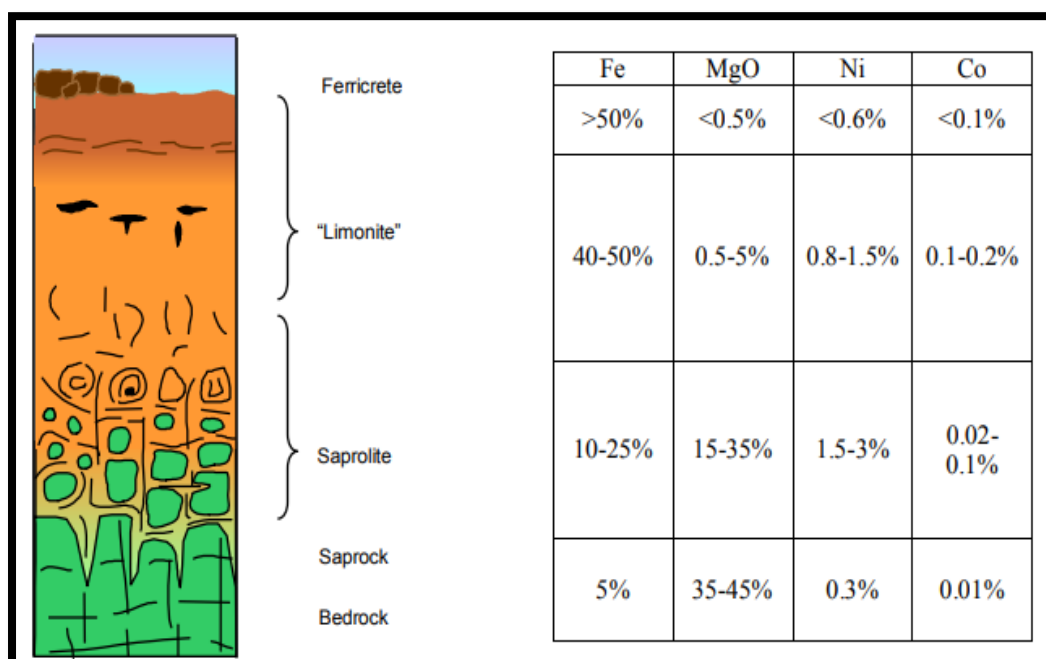 Ferricrete
“Limonite”
Saprolite
Saprock
Bedrock
Fe MgO Ni Co
>50% <0.5% <0.6% <0.1%
40-50% 0.5-5% 0.8-1.5% 0.1-0.2%
10-25% 15-35% 1.5-3% 0.02-
0.1%
5% 35-45% 0.3% 0.01%